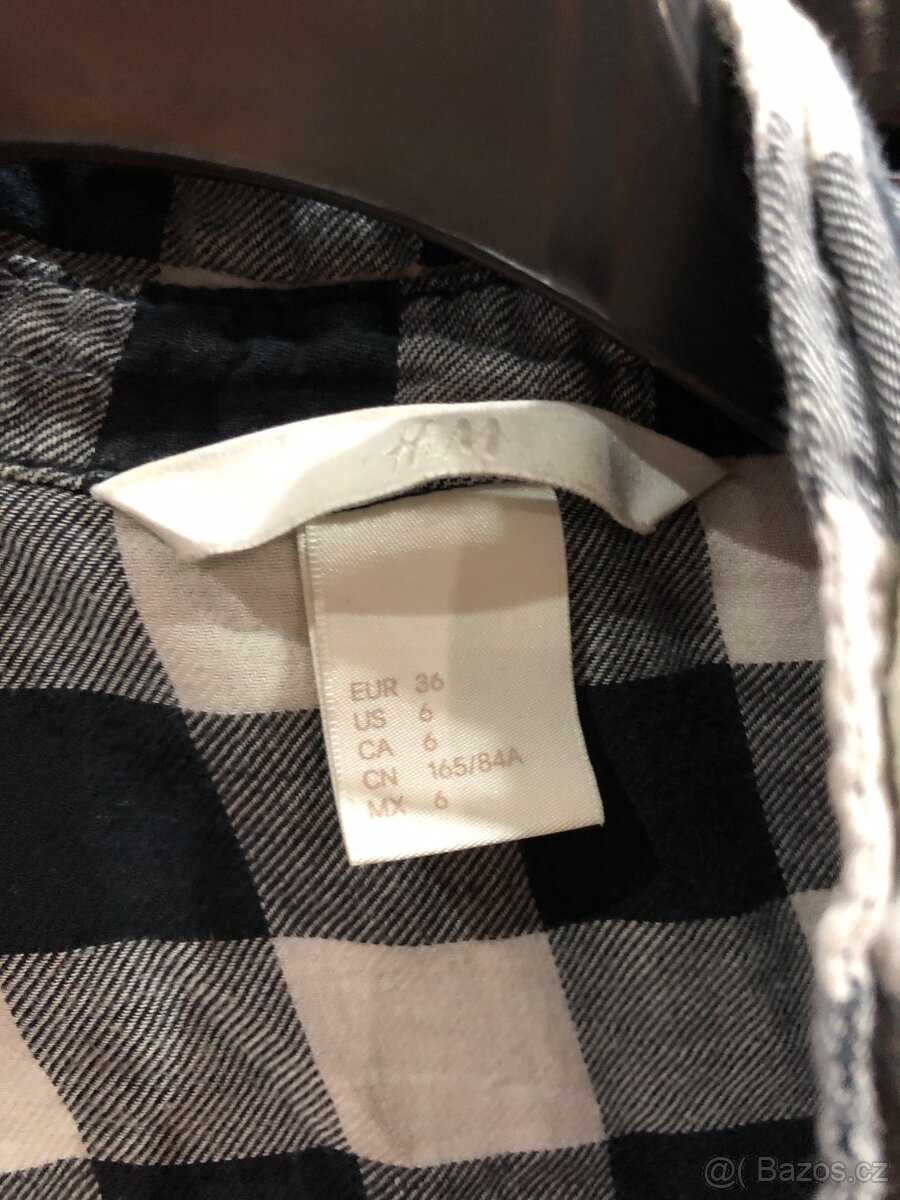 H&M
EUR 36
US 6
CA 6
CN 165/84A
MX 6
@( Bazos.cz